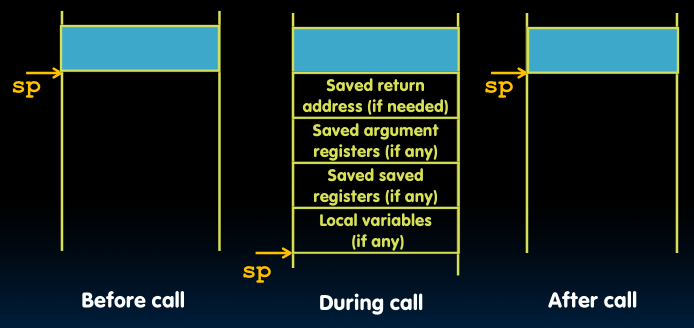 sp
sp
Saved return
address (if needed)
Saved argument
registers (if any)
Saved saved
registers (if any)
Local variables
(if any)
sp
Before call
During call
After call